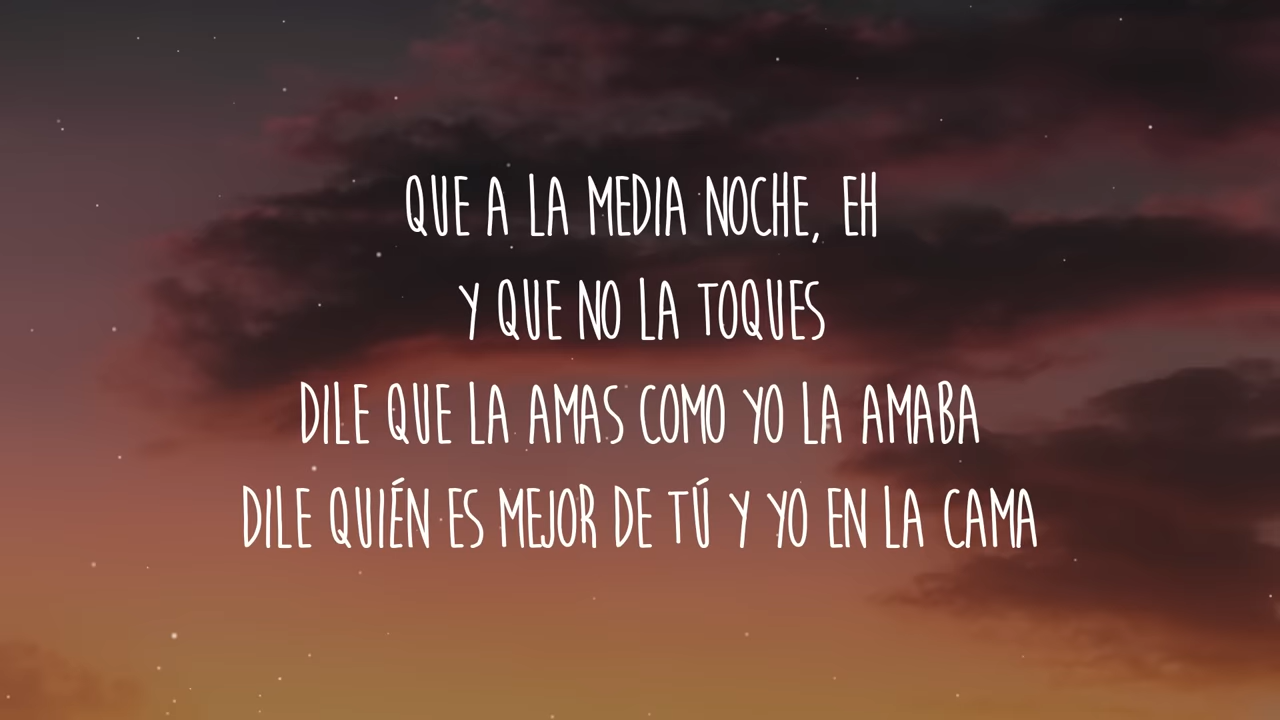 QUE A LA MEDIA NOCHE, EH
Y QUE NO LA TOQUES
DILE QUE LA AMAS COMO YO LA AMABA
DILE QUIÉN ES MEJOR DE TÚ Y YO EN LA CAMA